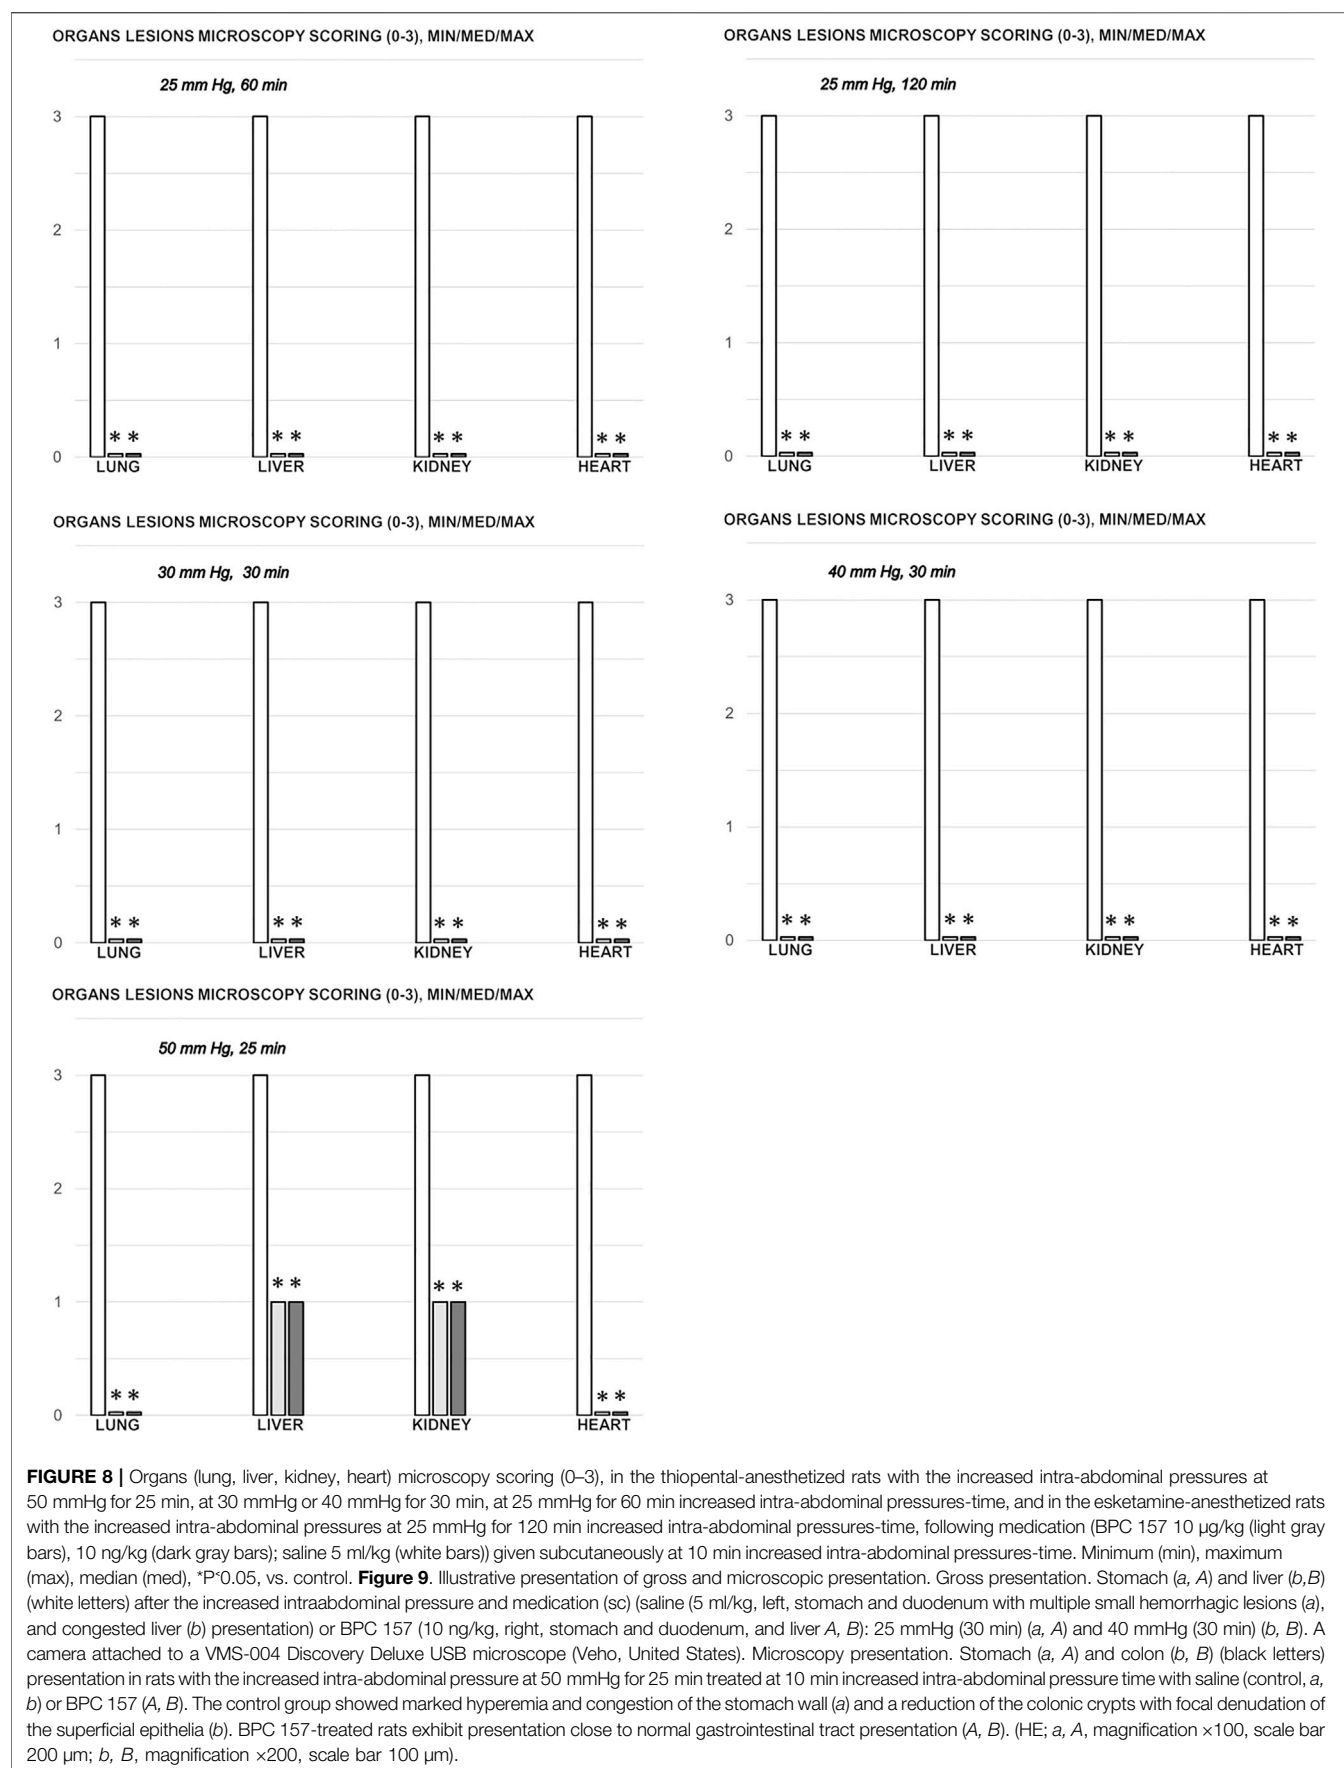 ORGANS LESIONS MICROSCOPY SCORING (0-3), MIN/MED/MAX
25 mm Hg, 60 min
3
2
1
0
* *
* *
* *
* *
LUNG LIVER KIDNEY HEART
ORGANS LESIONS MICROSCOPY SCORING (0-3), MIN/MED/MAX
25 mm Hg, 120 min
3
2
1
0
* *
* *
* *
* *
LUNG LIVER KIDNEY HEART
ORGANS LESIONS MICROSCOPY SCORING (0-3), MIN/MED/MAX
30 mm Hg, 30 min
3
2
1
0
* *
* *
* *
* *
LUNG LIVER KIDNEY HEART
ORGANS LESIONS MICROSCOPY SCORING (0-3), MIN/MED/MAX
40 mm Hg, 30 min
3
2
1
0
* *
* *
* *
* *
LUNG LIVER KIDNEY HEART
ORGANS LESIONS MICROSCOPY SCORING (0-3), MIN/MED/MAX
50 mm Hg, 25 min
3
2
1
0
* *
* *
* *
* *
LUNG LIVER KIDNEY HEART
FIGURE 8 | Organs (lung, liver, kidney, heart) microscopy scoring (0–3), in the thiopental-anesthetized rats with the increased intra-abdominal pressures at
50 mmHg for 25 min, at 30 mmHg or 40 mmHg for 30 min, at 25 mmHg for 60 min increased intra-abdominal pressures-time, and in the esketamine-anesthetized rats
with the increased intra-abdominal pressures at 25 mmHg for 120 min increased intra-abdominal pressures-time, following medication (BPC 157 10 µg/kg (light gray
bars), 10 ng/kg (dark gray bars); saline 5 ml/kg (white bars)) given subcutaneously at 10 min increased intra-abdominal pressures-time. Minimum (min), maximum
(max), median (med), *P<0.05, vs. control. Figure 9. Illustrative presentation of gross and microscopic presentation. Gross presentation. Stomach (a, A) and liver (b,B)
(white letters) after the increased intraabdominal pressure and medication (sc) (saline (5 ml/kg, left, stomach and duodenum with multiple small hemorrhagic lesions (a),
and congested liver (b) presentation) or BPC 157 (10 ng/kg, right, stomach and duodenum, and liver A, B): 25 mmHg (30 min) (a, A) and 40 mmHg (30 min) (b, B). A
camera attached to a VMS-004 Discovery Deluxe USB microscope (Veho, United States). Microscopy presentation. Stomach (a, A) and colon (b, B) (black letters)
presentation in rats with the increased intra-abdominal pressure at 50 mmHg for 25 min treated at 10 min increased intra-abdominal pressure time with saline (control, a,
b) or BPC 157 (A, B). The control group showed marked hyperemia and congestion of the stomach wall (a) and a reduction of the colonic crypts with focal denudation of
the superficial epithelia (b). BPC 157-treated rats exhibit presentation close to normal gastrointestinal tract presentation (A, B). (HE; a, A, magnification ×100, scale bar
200 µm; b, B, magnification ×200, scale bar 100 µm).